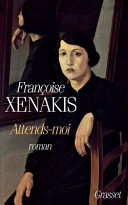 Françoise
XENAKIS
Attends-moi
roman
Grasset